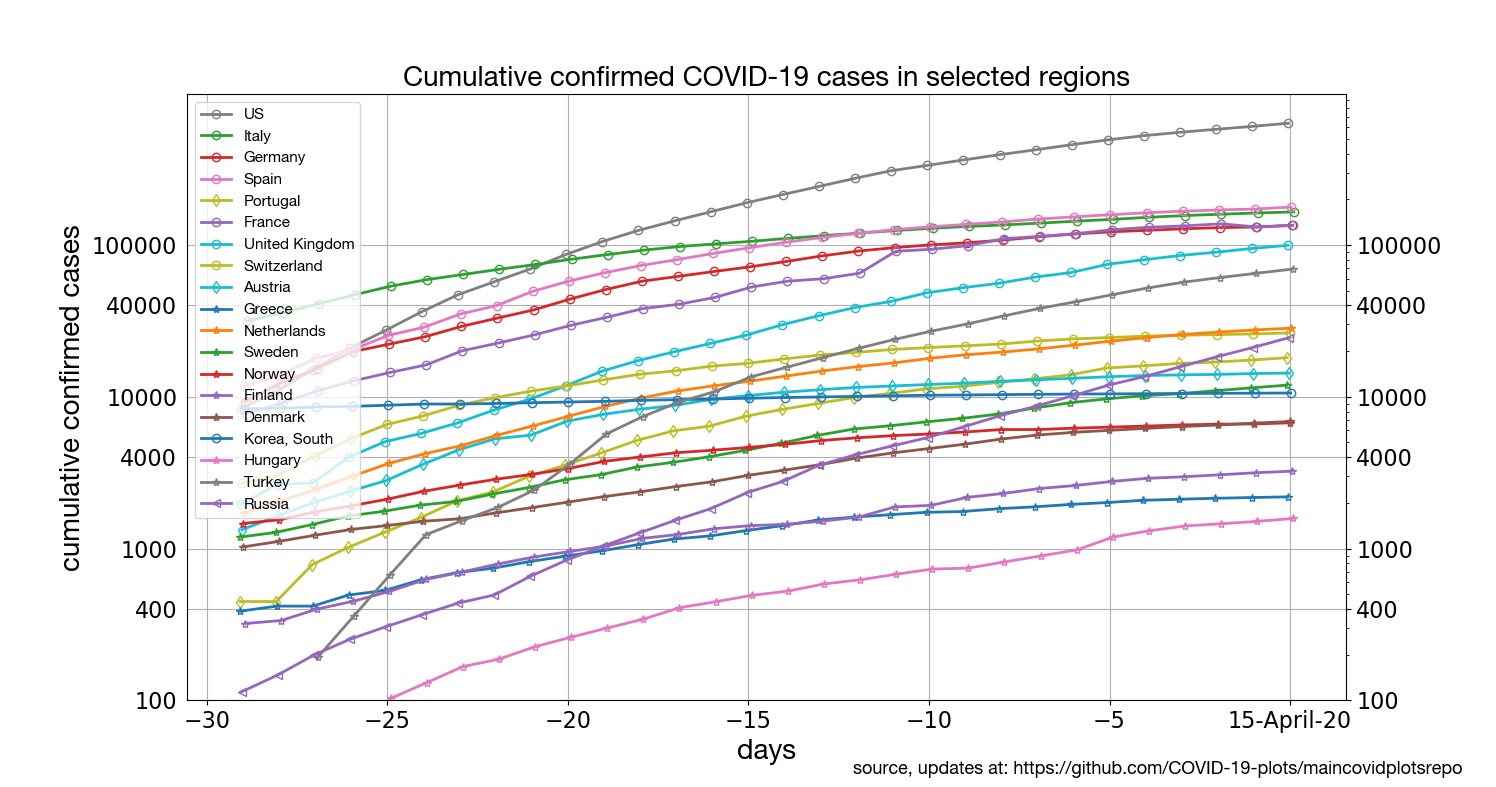 Cumulative confirmed COVID-19 cases in selected regions
US
Italy
Germany
Spain
Portugal
France
United Kingdom
Switzerland
Austria
Greece
Netherlands
Sweden
Norway
Finland
Denmark
Korea, South
Hungary
Turkey
Russia
cumulative confirmed cases
100000
40000
10000
4000
1000
400
100
100000
40000
10000
4000
1000
400
100
−30 −25 −20 −15 −10 −5 15-April-20
days
source, updates at: https://github.com/COVID-19-plots/maincovidplotsrepo